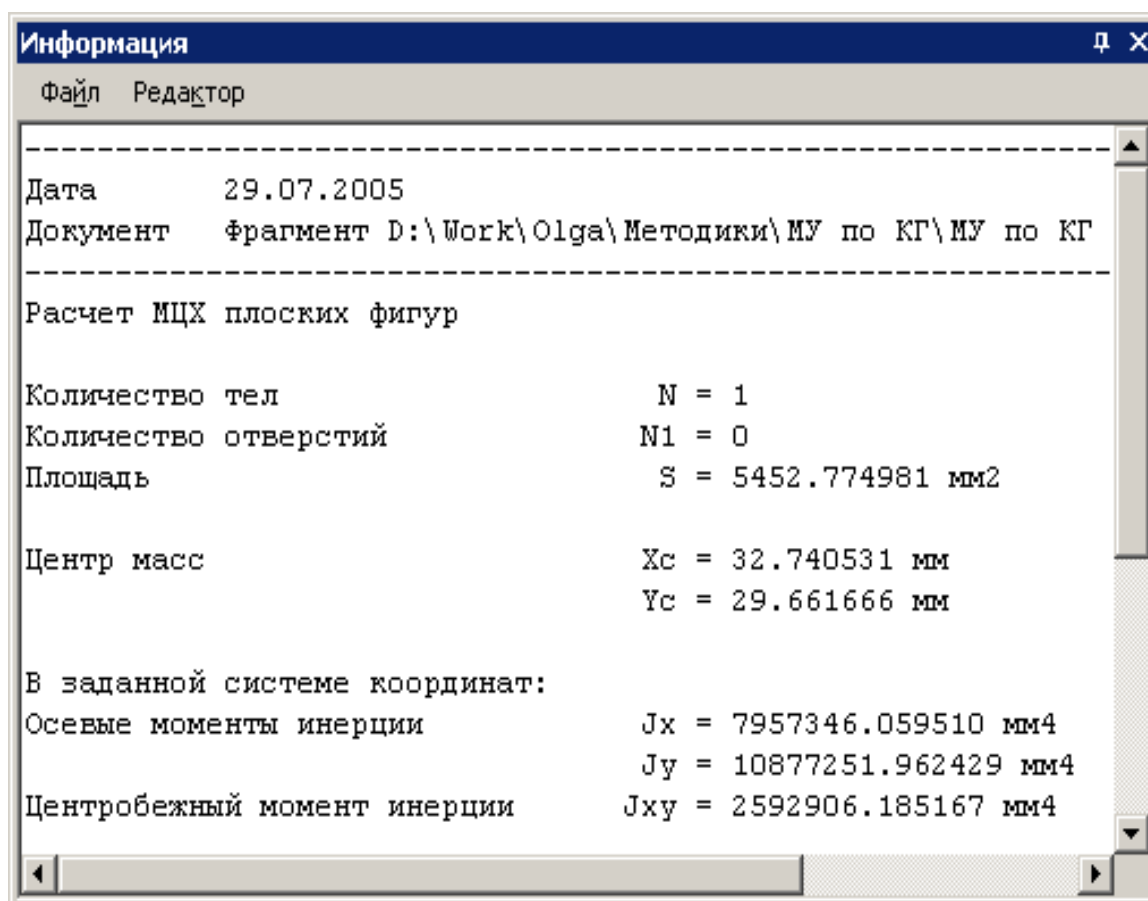 Информация
Файл Редактор
------------------------------------------------------------
Дата 29.07.2005
Документ Фрагмент D:\Work\Olga\Методики\МУ по КГ\МУ по КГ
------------------------------------------------------------
Расчет МЦХ плоских фигур
Количество тел N = 1
Количество отверстий N1 = 0
Площадь S = 5452.774981 мм2
Центр масс Xc = 32.740531 мм
Yc = 29.661666 мм
В заданной системе координат:
Осевые моменты инерции Jx = 7957346.059510 мм4
Jy = 10877251.962429 мм4
Центробежный момент инерции Jxy = 2592906.185167 мм4